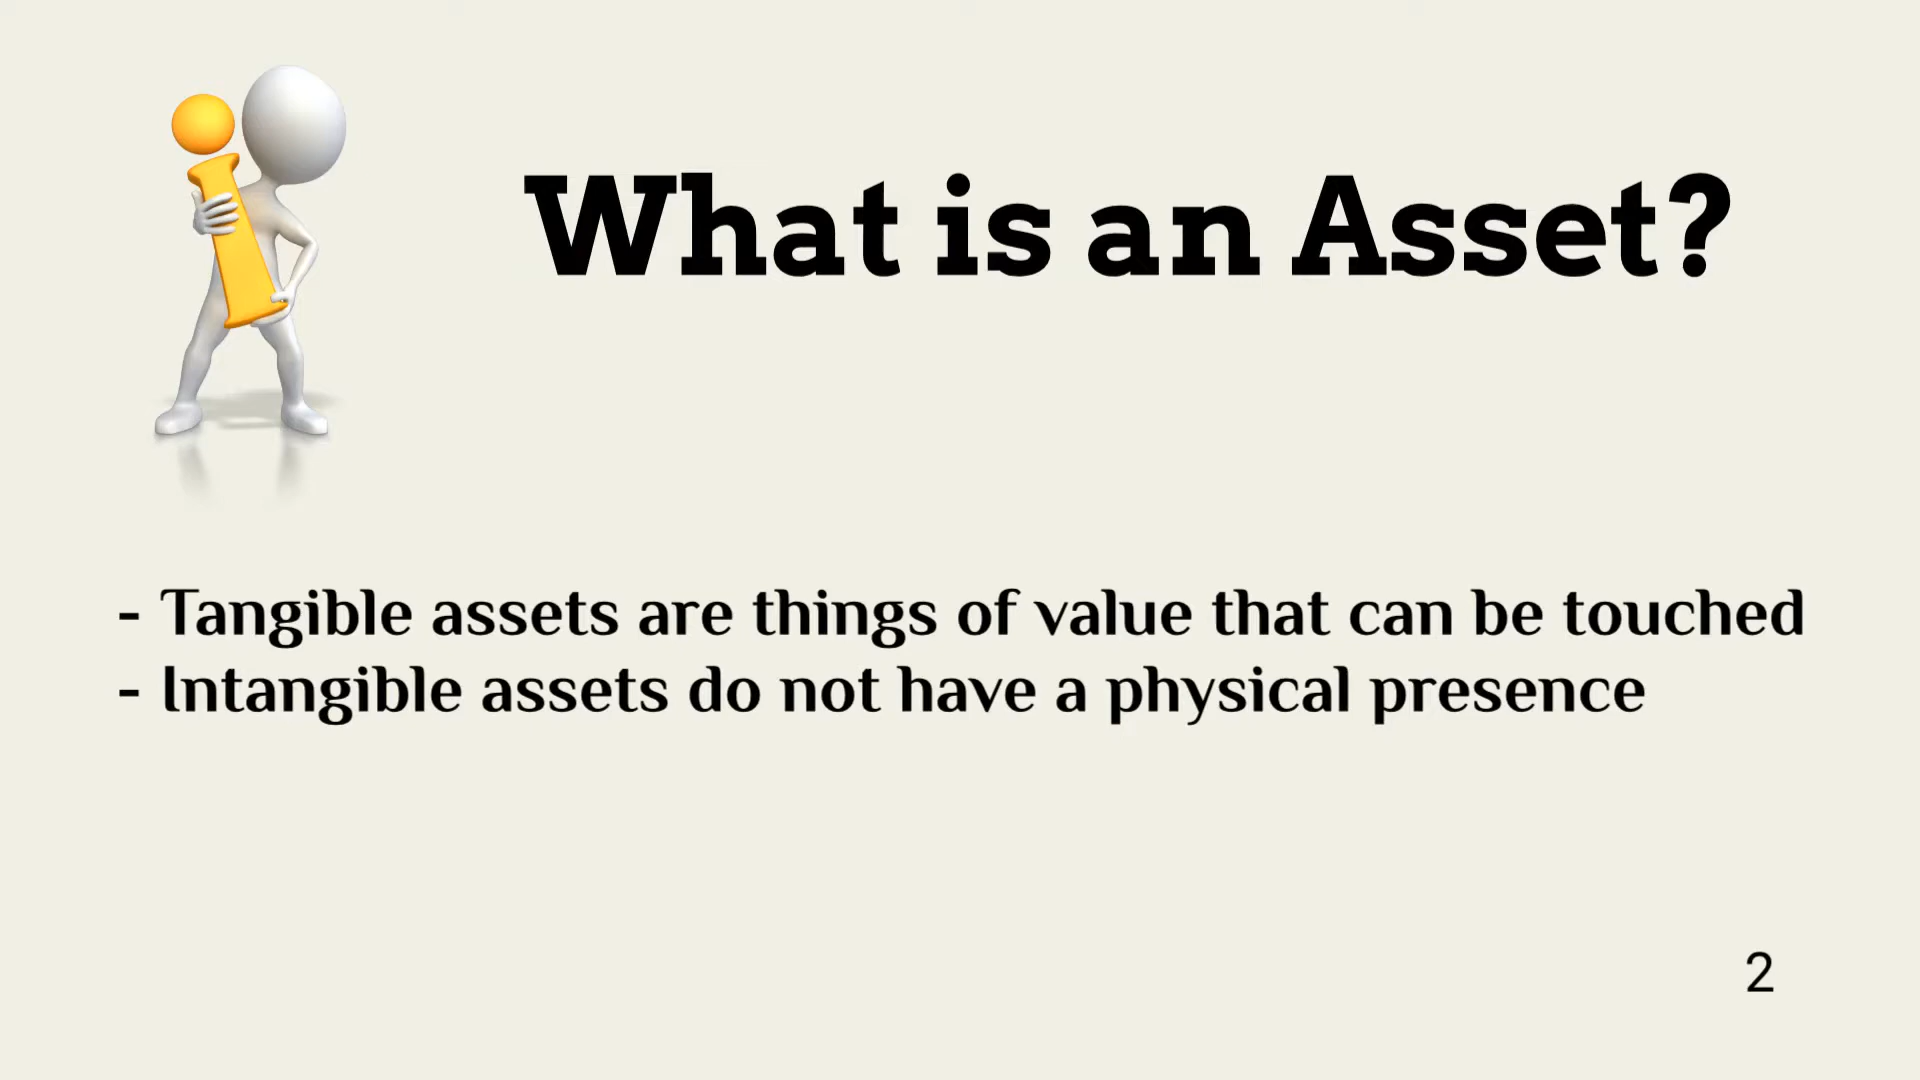 What is an Asset?
- Tangible assets are things of value that can be touched
- Intangible assets do not have a physical presence
2